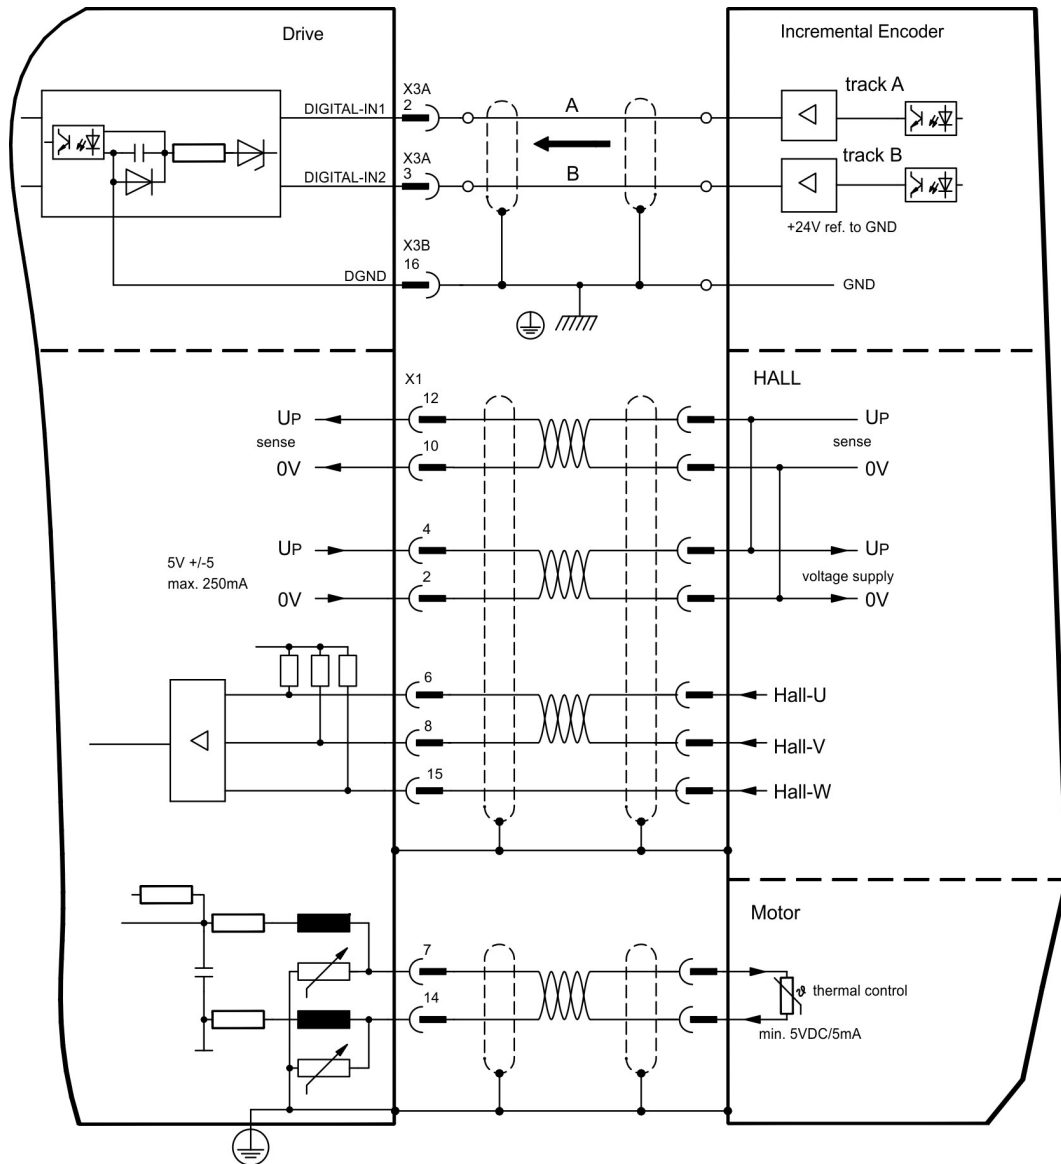 Drive
Incremental Encoder
X3A
DIGITAL-IN1
2
A
track A
X3A
DIGITAL-IN2
3
B
track B
+24V ref. to GND
X3B
DGND
16
GND
X1
HALL
UP
12
UP
sense
sense
0V
10
0V
UP
4
UP
5V +/-5
max. 250mA
voltage supply
0V
2
0V
6
Hall-U
8
Hall-V
15
Hall-W
Motor
7
ϑ thermal control
14
min. 5VDC/5mA